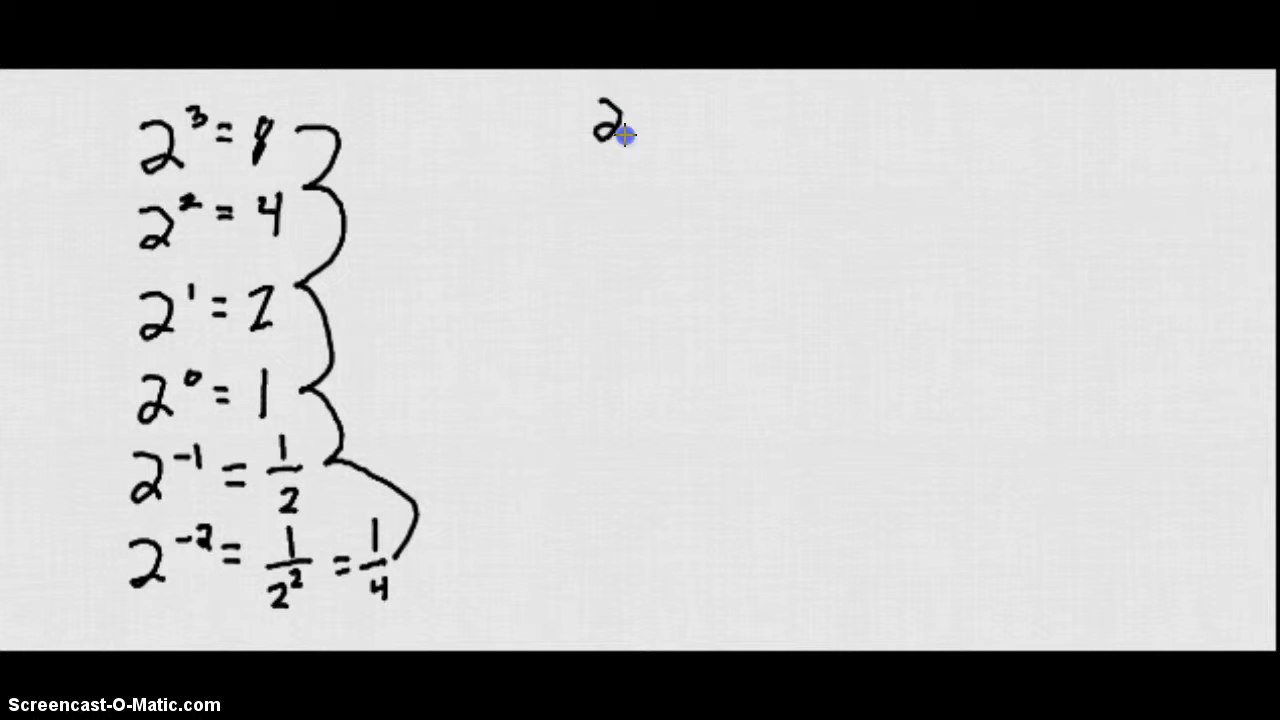 2³ = 8
2² = 4
2¹ = 2
2⁰ = 1
2⁻¹ = 1/2
2⁻² = 1/2² = 1/4
2
Screencast-O-Matic.com